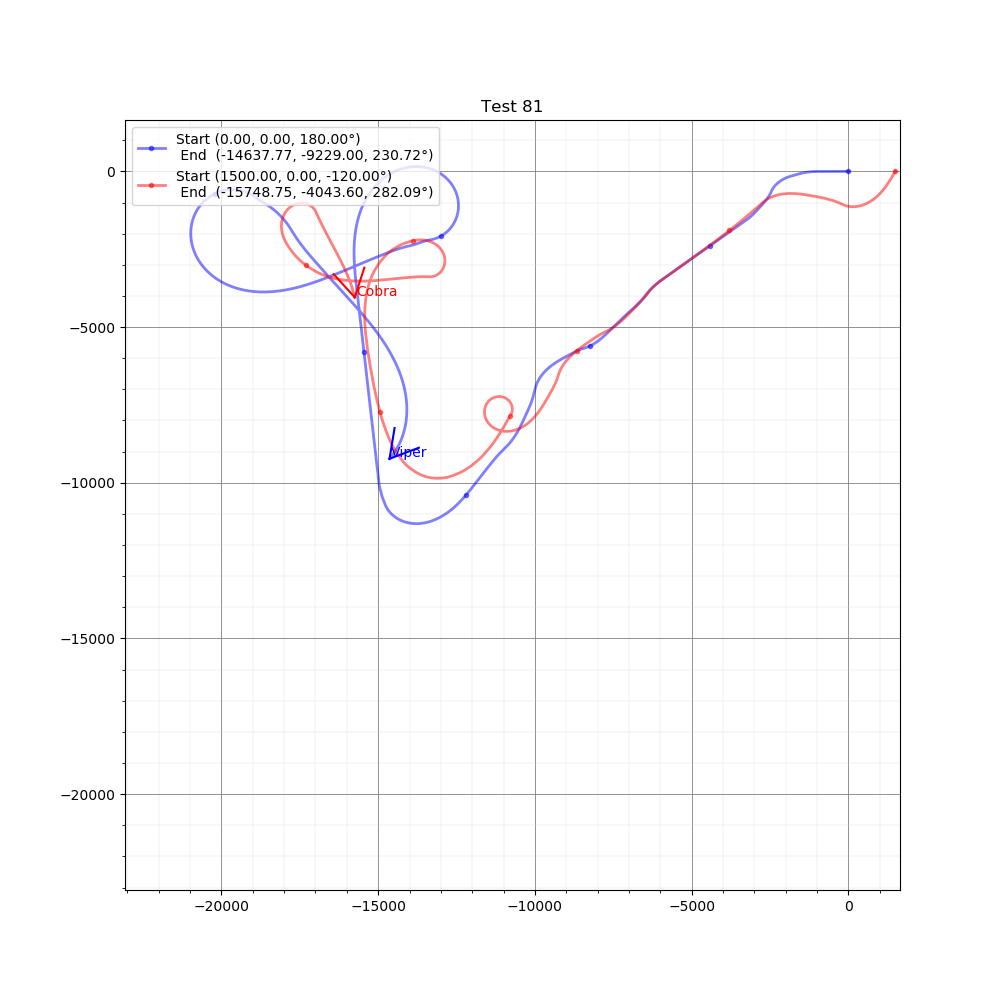 Test 81
Start (0.00, 0.00, 180.00°)
End (-14637.77, -9229.00, 230.72°)
Start (1500.00, 0.00, -120.00°)
End (-15748.75, -4043.60, 282.09°)
0
−5000
−10000
−15000
−20000
Cobra
Viper
−20000
−15000
−10000
−5000
0